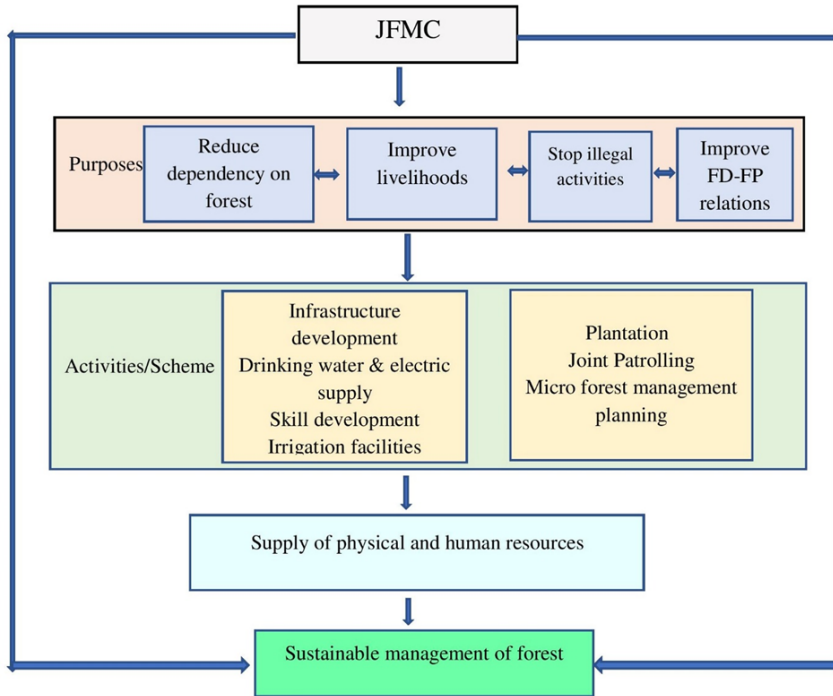 JFMC
Purposes
Reduce
dependency on
forest
Improve
livelihoods
Stop illegal
activities
Improve
FD-FP
relations
Activities/Scheme
Infrastructure
development
Drinking water & electric
supply
Skill development
Irrigation facilities
Plantation
Joint Patrolling
Micro forest management
planning
Supply of physical and human resources
Sustainable management of forest